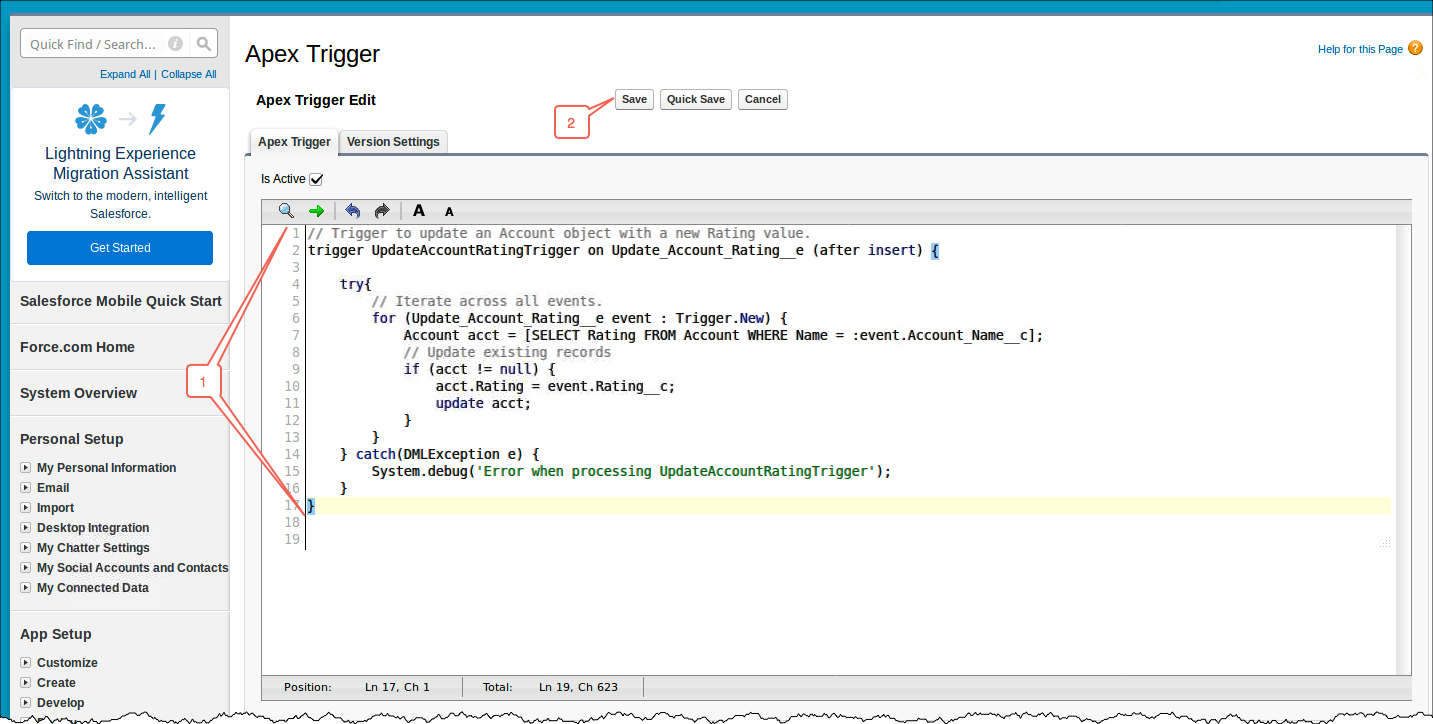 Quick Find / Search...
Expand All | Collapse All
Lightning Experience
Migration Assistant
Switch to the modern, intelligent
Salesforce.
Get Started
Salesforce Mobile Quick Start
Force.com Home
System Overview
Personal Setup
My Personal Information
Email
Import
Desktop Integration
My Chatter Settings
My Social Accounts and Contacts
My Connected Data
App Setup
Customize
Create
Develop
Apex Trigger
Help for this Page ?
Apex Trigger Edit
Save Quick Save Cancel
2
Apex Trigger Version Settings
Is Active
A A
1 // Trigger to update an Account object with a new Rating value.
2 trigger UpdateAccountRatingTrigger on Update_Account_Rating__e (after insert) {
3
4 try{
5 // Iterate across all events.
6 for (Update_Account_Rating__e event : Trigger.New) {
7 Account acct = [SELECT Rating FROM Account WHERE Name = :event.Account_Name__c];
8 // Update existing records
9 if (acct != null) {
10 acct.Rating = event.Rating__c;
11 update acct;
12 }
13 }
14 } catch(DMLException e) {
15 System.debug('Error when processing UpdateAccountRatingTrigger');
16 }
17 }
18
19
1
Position: Ln 17, Ch 1 Total: Ln 19, Ch 623